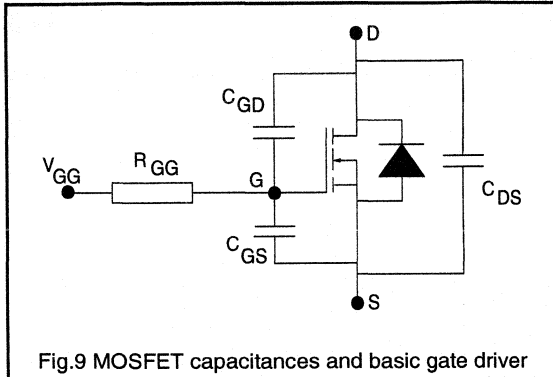 D
CGD
VGG
RGG
G
CDS
CGS
S
Fig.9 MOSFET capacitances and basic gate driver